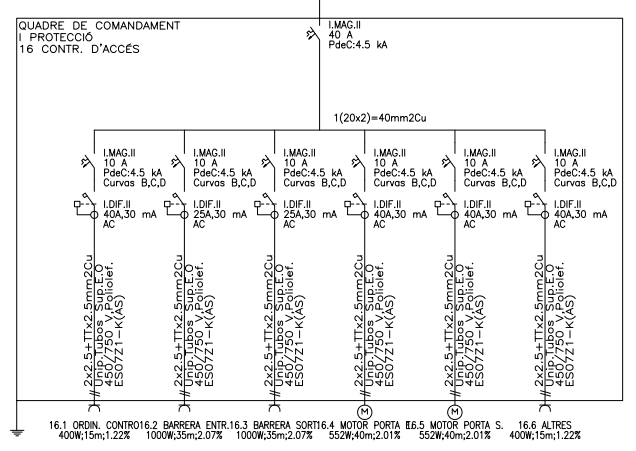 QUADRE DE COMANDAMENT
I PROTECCIÓ
16 CONTR. D'ACCÉS
I.MAG.II
40 A
PdeC:4.5 kA
1(20x2)=40mm2Cu
I.MAG.II
10 A
PdeC:4.5 kA
Curvas B,C,D
I.DIF.II
40A,30 mA
AC
2x2.5+TTx2.5mm2Cu
Unip.Tubos Sup.E.O
450/750 V,Poliolef.
ES07Z1-K(AS)
16.1 ORDIN. CONTRO
400W;15m;1.22%
I.MAG.II
10 A
PdeC:4.5 kA
Curvas B,C,D
I.DIF.II
25A,30 mA
AC
2x2.5+TTx2.5mm2Cu
Unip.Tubos Sup.E.O
450/750 V,Poliolef.
ES07Z1-K(AS)
16.2 BARRERA ENTR.
1000W;35m;2.07%
I.MAG.II
10 A
PdeC:4.5 kA
Curvas B,C,D
I.DIF.II
25A,30 mA
AC
2x2.5+TTx2.5mm2Cu
Unip.Tubos Sup.E.O
450/750 V,Poliolef.
ES07Z1-K(AS)
16.3 BARRERA SORT
1000W;35m;2.07%
I.MAG.II
10 A
PdeC:4.5 kA
Curvas B,C,D
I.DIF.II
40A,30 mA
AC
2x2.5+TTx2.5mm2Cu
Unip.Tubos Sup.E.O
450/750 V,Poliolef.
ES07Z1-K(AS)
M
16.4 MOTOR PORTA E.
552W;40m;2.01%
I.MAG.II
10 A
PdeC:4.5 kA
Curvas B,C,D
I.DIF.II
40A,30 mA
AC
2x2.5+TTx2.5mm2Cu
Unip.Tubos Sup.E.O
450/750 V,Poliolef.
ES07Z1-K(AS)
M
16.5 MOTOR PORTA S.
552W;40m;2.01%
I.MAG.II
10 A
PdeC:4.5 kA
Curvas B,C,D
I.DIF.II
40A,30 mA
AC
2x2.5+TTx2.5mm2Cu
Unip.Tubos Sup.E.O
450/750 V,Poliolef.
ES07Z1-K(AS)
16.6 ALTRES
400W;15m;1.22%